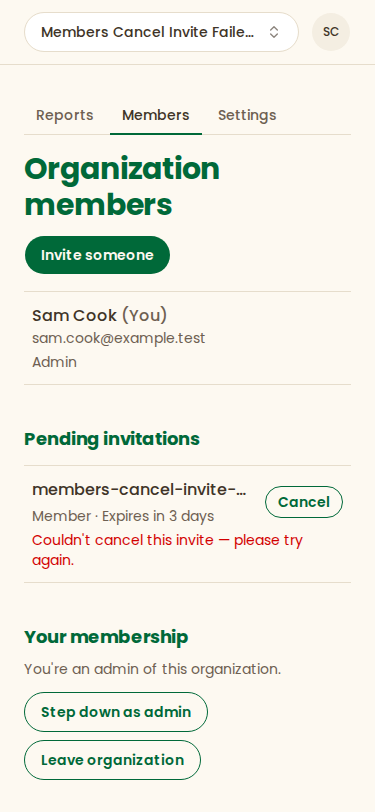 Members Cancel Invite Faile…
SC
Reports Members Settings
Organization
members
Invite someone
Sam Cook (You)
sam.cook@example.test
Admin
Pending invitations
members-cancel-invite-…
Cancel
Member · Expires in 3 days
Couldn't cancel this invite — please try
again.
Your membership
You're an admin of this organization.
Step down as admin
Leave organization